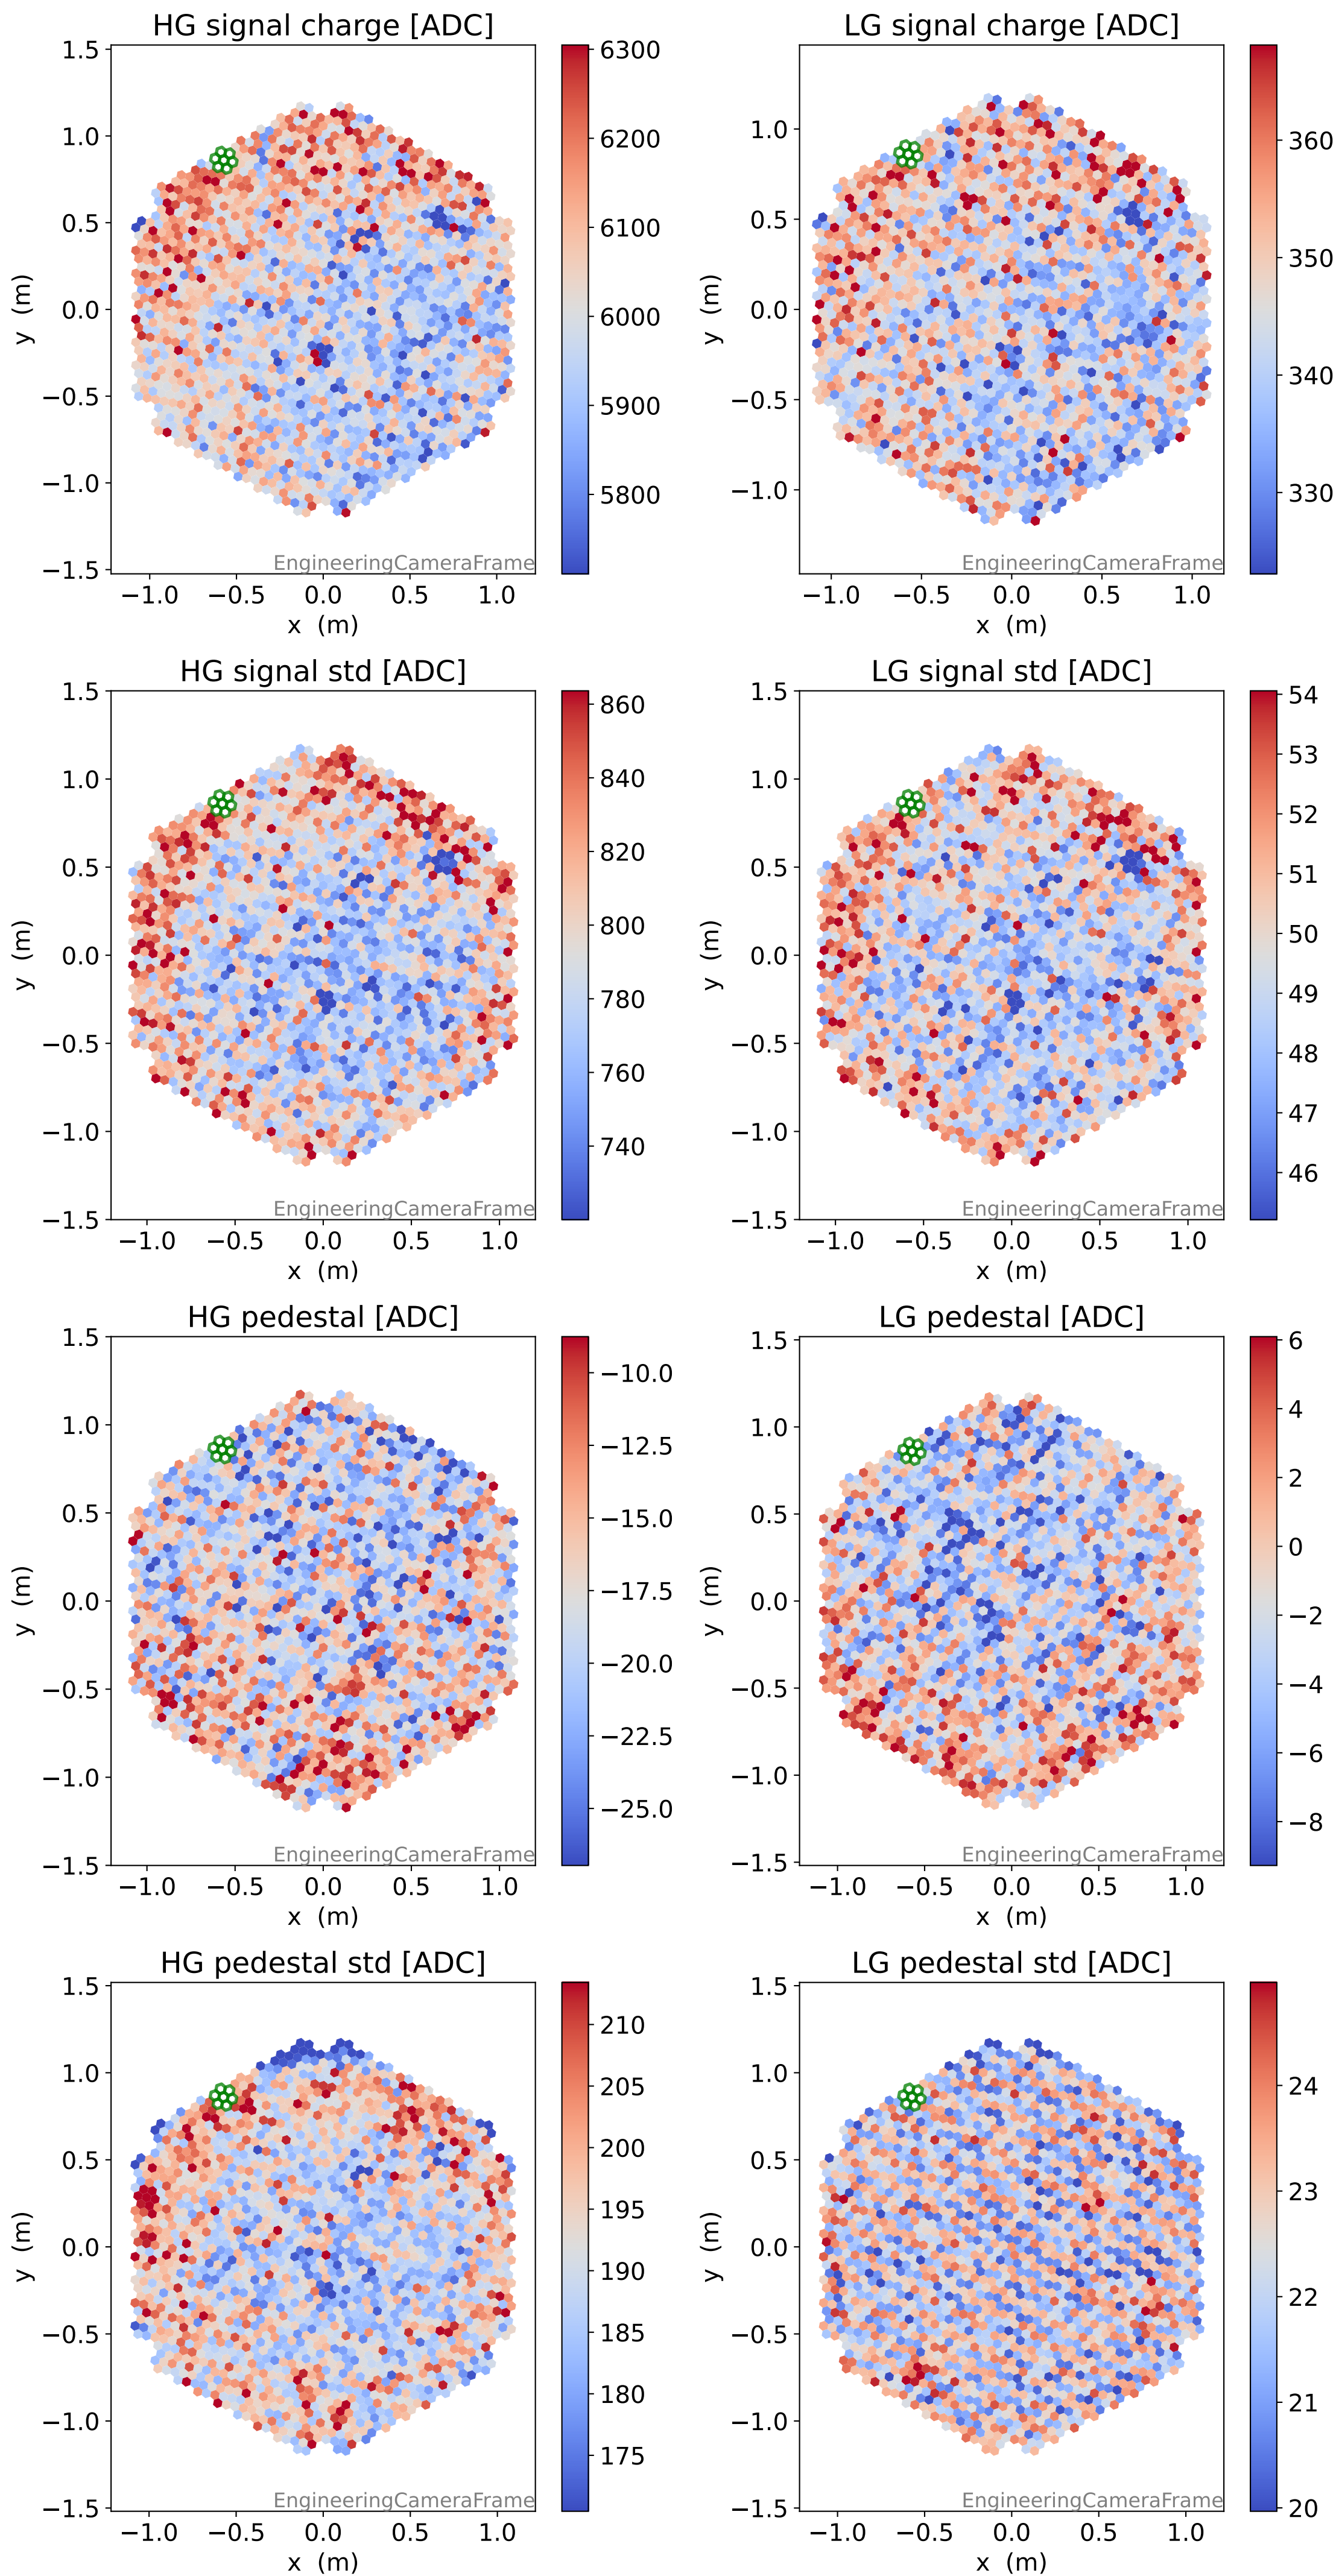 HG signal charge [ADC]
LG signal charge [ADC]
1.5
1.0
0.5
0.0
−0.5
−1.0
−1.5
y (m)
−1.0 −0.5 0.0 0.5 1.0
x (m)
EngineeringCameraFrame
6300
6200
6100
6000
5900
5800
1.0
0.5
0.0
−0.5
−1.0
y (m)
−1.0 −0.5 0.0 0.5 1.0
x (m)
EngineeringCameraFrame
360
350
340
330
HG signal std [ADC]
LG signal std [ADC]
1.5
1.0
0.5
0.0
−0.5
−1.0
−1.5
y (m)
−1.0 −0.5 0.0 0.5 1.0
x (m)
EngineeringCameraFrame
860
840
820
800
780
760
740
1.5
1.0
0.5
0.0
−0.5
−1.0
−1.5
y (m)
−1.0 −0.5 0.0 0.5 1.0
x (m)
EngineeringCameraFrame
54
53
52
51
50
49
48
47
46
HG pedestal [ADC]
LG pedestal [ADC]
1.5
1.0
0.5
0.0
−0.5
−1.0
−1.5
y (m)
−1.0 −0.5 0.0 0.5 1.0
x (m)
EngineeringCameraFrame
−10.0
−12.5
−15.0
−17.5
−20.0
−22.5
−25.0
1.5
1.0
0.5
0.0
−0.5
−1.0
−1.5
y (m)
−1.0 −0.5 0.0 0.5 1.0
x (m)
EngineeringCameraFrame
6
4
2
0
−2
−4
−6
−8
HG pedestal std [ADC]
LG pedestal std [ADC]
1.5
1.0
0.5
0.0
−0.5
−1.0
−1.5
y (m)
−1.0 −0.5 0.0 0.5 1.0
x (m)
EngineeringCameraFrame
210
205
200
195
190
185
180
175
1.5
1.0
0.5
0.0
−0.5
−1.0
−1.5
y (m)
−1.0 −0.5 0.0 0.5 1.0
x (m)
EngineeringCameraFrame
24
23
22
21
20